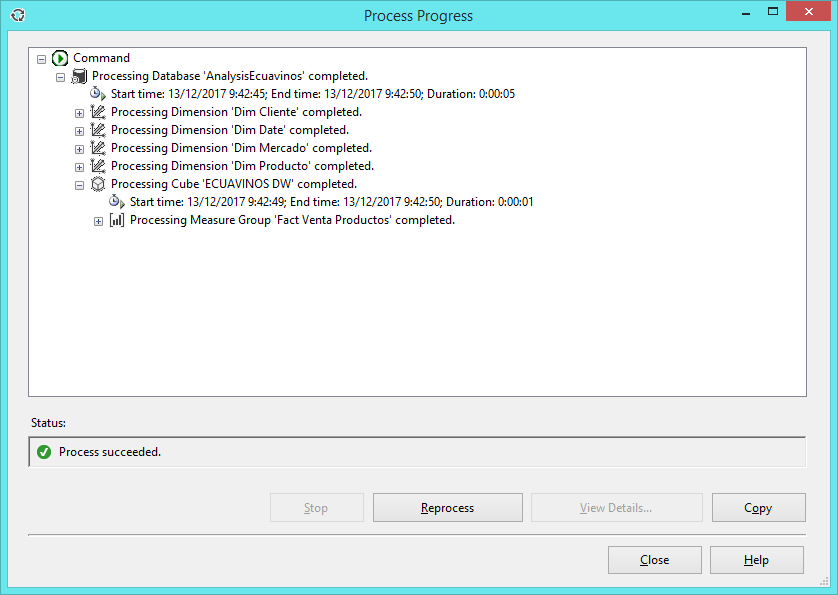 Process Progress
Command
Processing Database 'AnalysisEcuavinos' completed.
Start time: 13/12/2017 9:42:45; End time: 13/12/2017 9:42:50; Duration: 0:00:05
Processing Dimension 'Dim Cliente' completed.
Processing Dimension 'Dim Date' completed.
Processing Dimension 'Dim Mercado' completed.
Processing Dimension 'Dim Producto' completed.
Processing Cube 'ECUAVINOS DW' completed.
Start time: 13/12/2017 9:42:49; End time: 13/12/2017 9:42:50; Duration: 0:00:01
Processing Measure Group 'Fact Venta Productos' completed.
Status:
Process succeeded.
Stop Reprocess View Details... Copy
Close Help